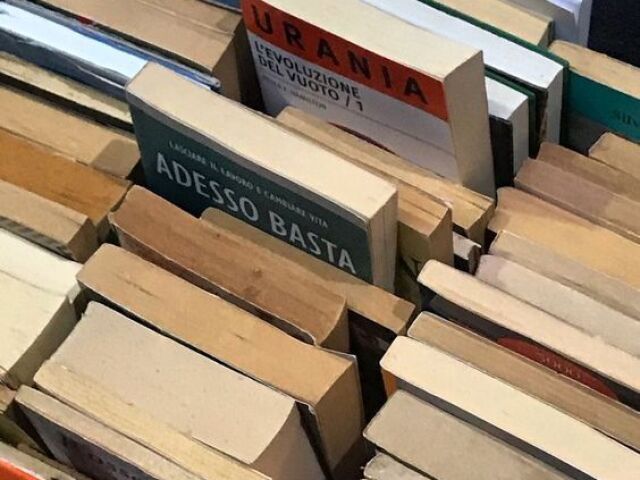 URANIA
L'EVOLUZIONE
DEL VUOTO/1
LASCIARE IL LAVORO E CAMBIARE VITA
ADESSO BASTA